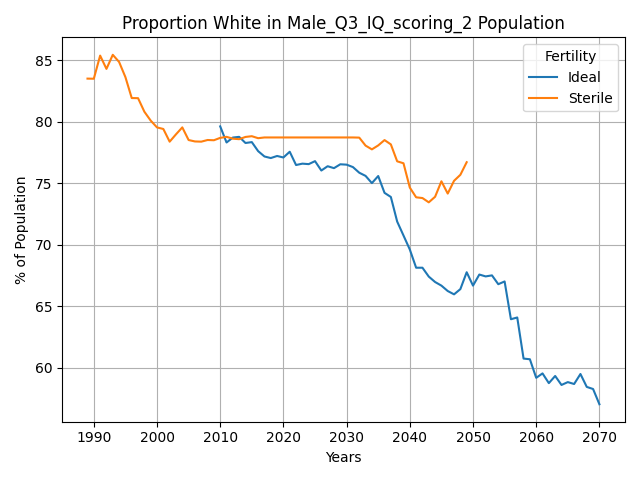 Proportion White in Male_Q3_IQ_scoring_2 Population
% of Population
85
80
75
70
65
60
Fertility
Ideal
Sterile
1990 2000 2010 2020 2030 2040 2050 2060 2070
Years